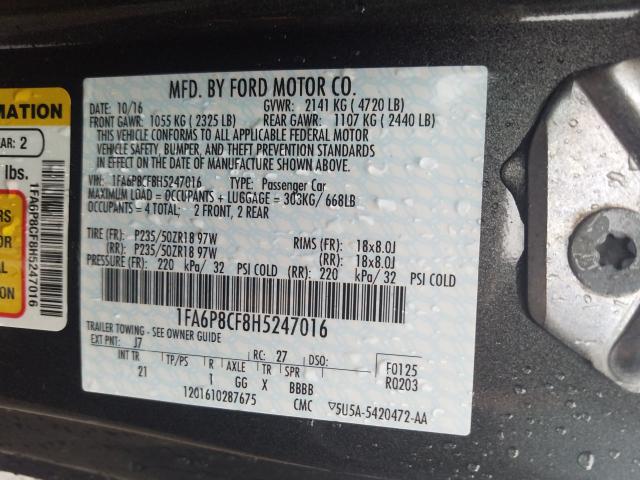 MFD. BY FORD MOTOR CO.
DATE: 10/16 GVWR: 2141 KG ( 4720 LB)
FRONT GAWR: 1055 KG ( 2325 LB) REAR GAWR: 1107 KG ( 2440 LB)
THIS VEHICLE CONFORMS TO ALL APPLICABLE FEDERAL MOTOR
VEHICLE SAFETY, BUMPER, AND THEFT PREVENTION STANDARDS IN
EFFECT ON THE DATE OF MANUFACTURE SHOWN ABOVE.
VIN: 1FA6P8CF8H5247016 TYPE: Passenger Car
MAXIMUM LOAD = OCCUPANTS + LUGGAGE = 303KG/ 668LB
OCCUPANTS = 4 TOTAL: 2 FRONT, 2 REAR
TIRE (FR): P235/50ZR18 97W RIMS (FR): 18x8.0J
(RR): P235/50ZR18 97W (RR): 18x8.0J
PRESSURE (FR): 220 kPa/ 32 PSI COLD (RR): 220 kPa/ 32 PSI COLD
1FA6P8CF8H5247016
TRAILER TOWING - SEE OWNER GUIDE
EXT PNT: J7 RC: 27 DSO: F0125
INT TR TP/PS R AXLE TR SPR R0203
21 1 GG X BBBB
1201610287675 CMC ▽5U5A-5420472-AA
MATION
AR: 2
lbs.
RS
OR
ION
1FA6P8CF8H5247016